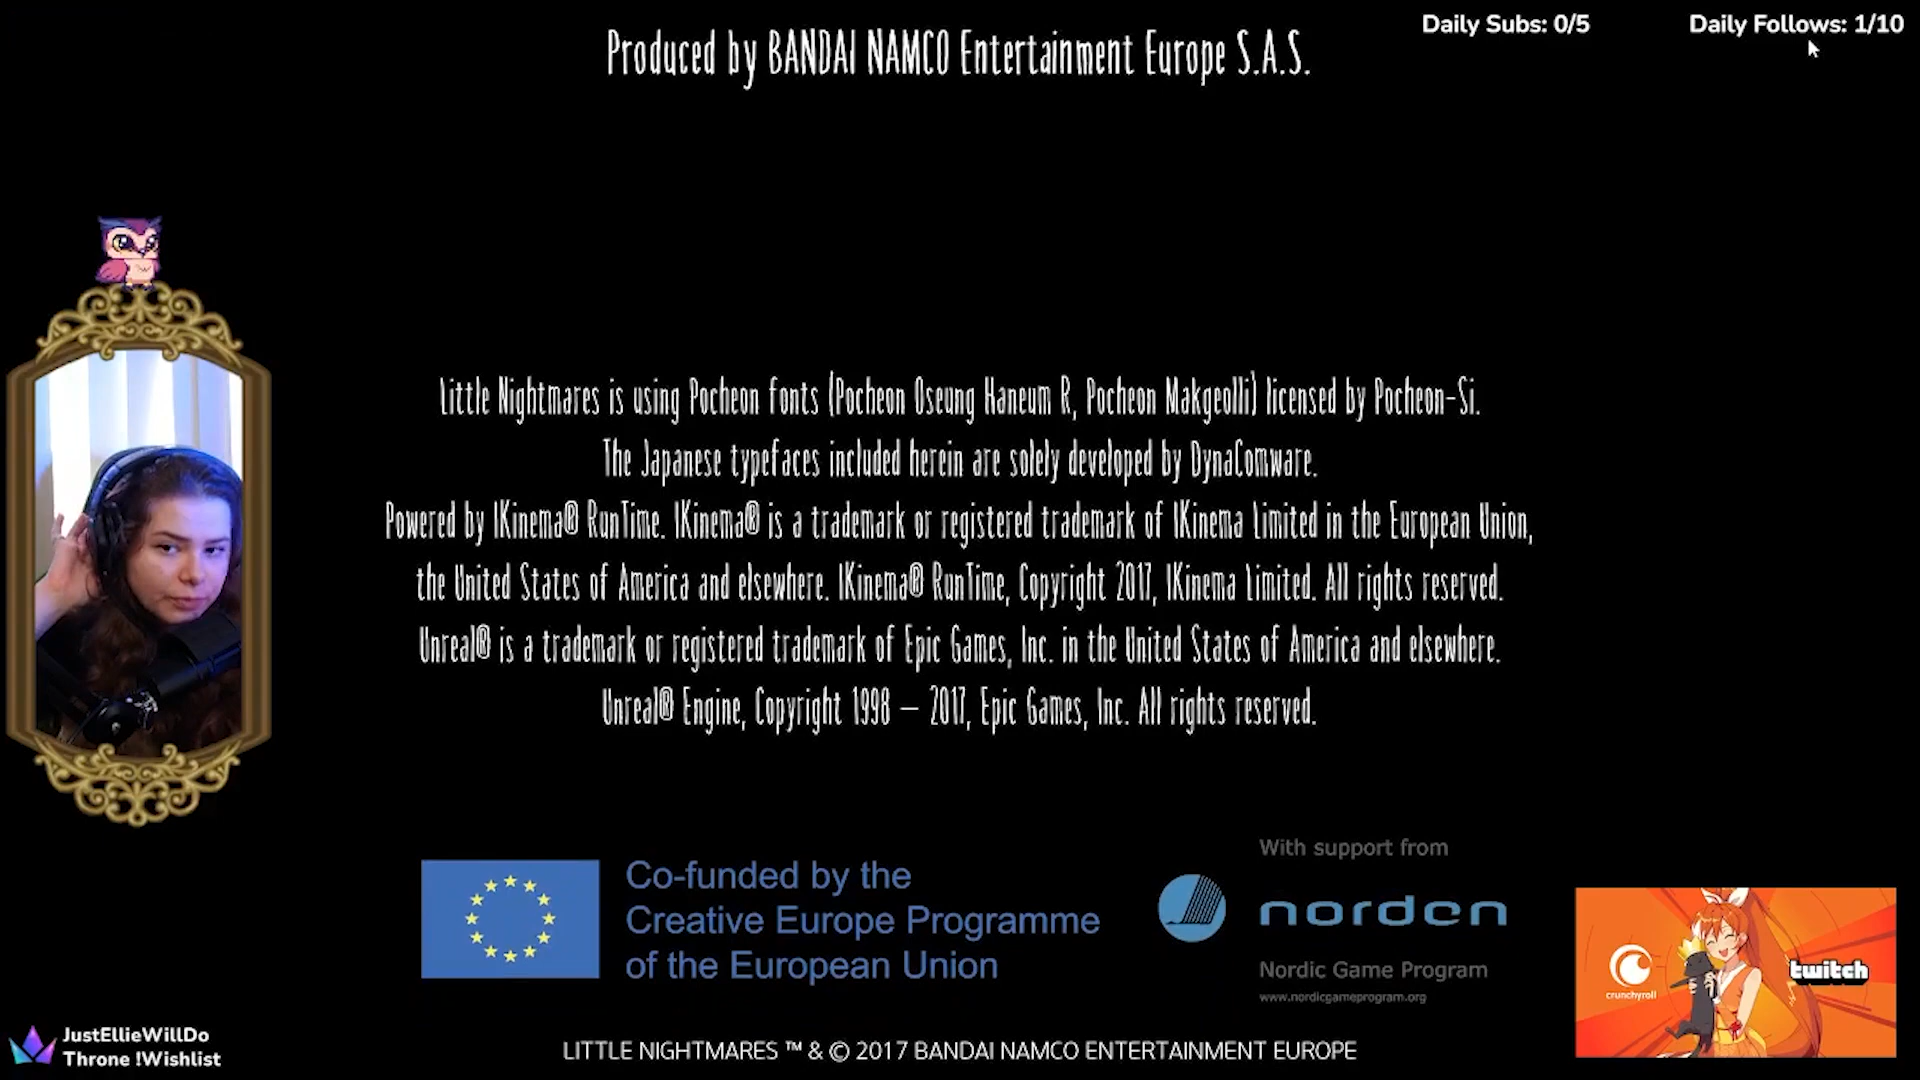 Produced by BANDAI NAMCO Entertainment Europe S.A.S.
Daily Subs: 0/5
Daily Follows: 1/10
Little Nightmares is using Pocheon fonts (Pocheon Oseung Haneum R, Pocheon Makgeolli) licensed by Pocheon-Si.
The Japanese typefaces included herein are solely developed by DynaComware.
Powered by IKinema® RunTime. IKinema® is a trademark or registered trademark of IKinema Limited in the European Union,
the United States of America and elsewhere. IKinema® RunTime, Copyright 2017, IKinema Limited. All rights reserved.
Unreal® is a trademark or registered trademark of Epic Games, Inc. in the United States of America and elsewhere.
Unreal® Engine, Copyright 1998 – 2017, Epic Games, Inc. All rights reserved.
Co-funded by the
Creative Europe Programme
of the European Union
With support from
norden
Nordic Game Program
www.nordicgameprogram.org
crunchyroll
twitch
JustEllieWillDo
Throne !Wishlist
LITTLE NIGHTMARES ™ & © 2017 BANDAI NAMCO ENTERTAINMENT EUROPE